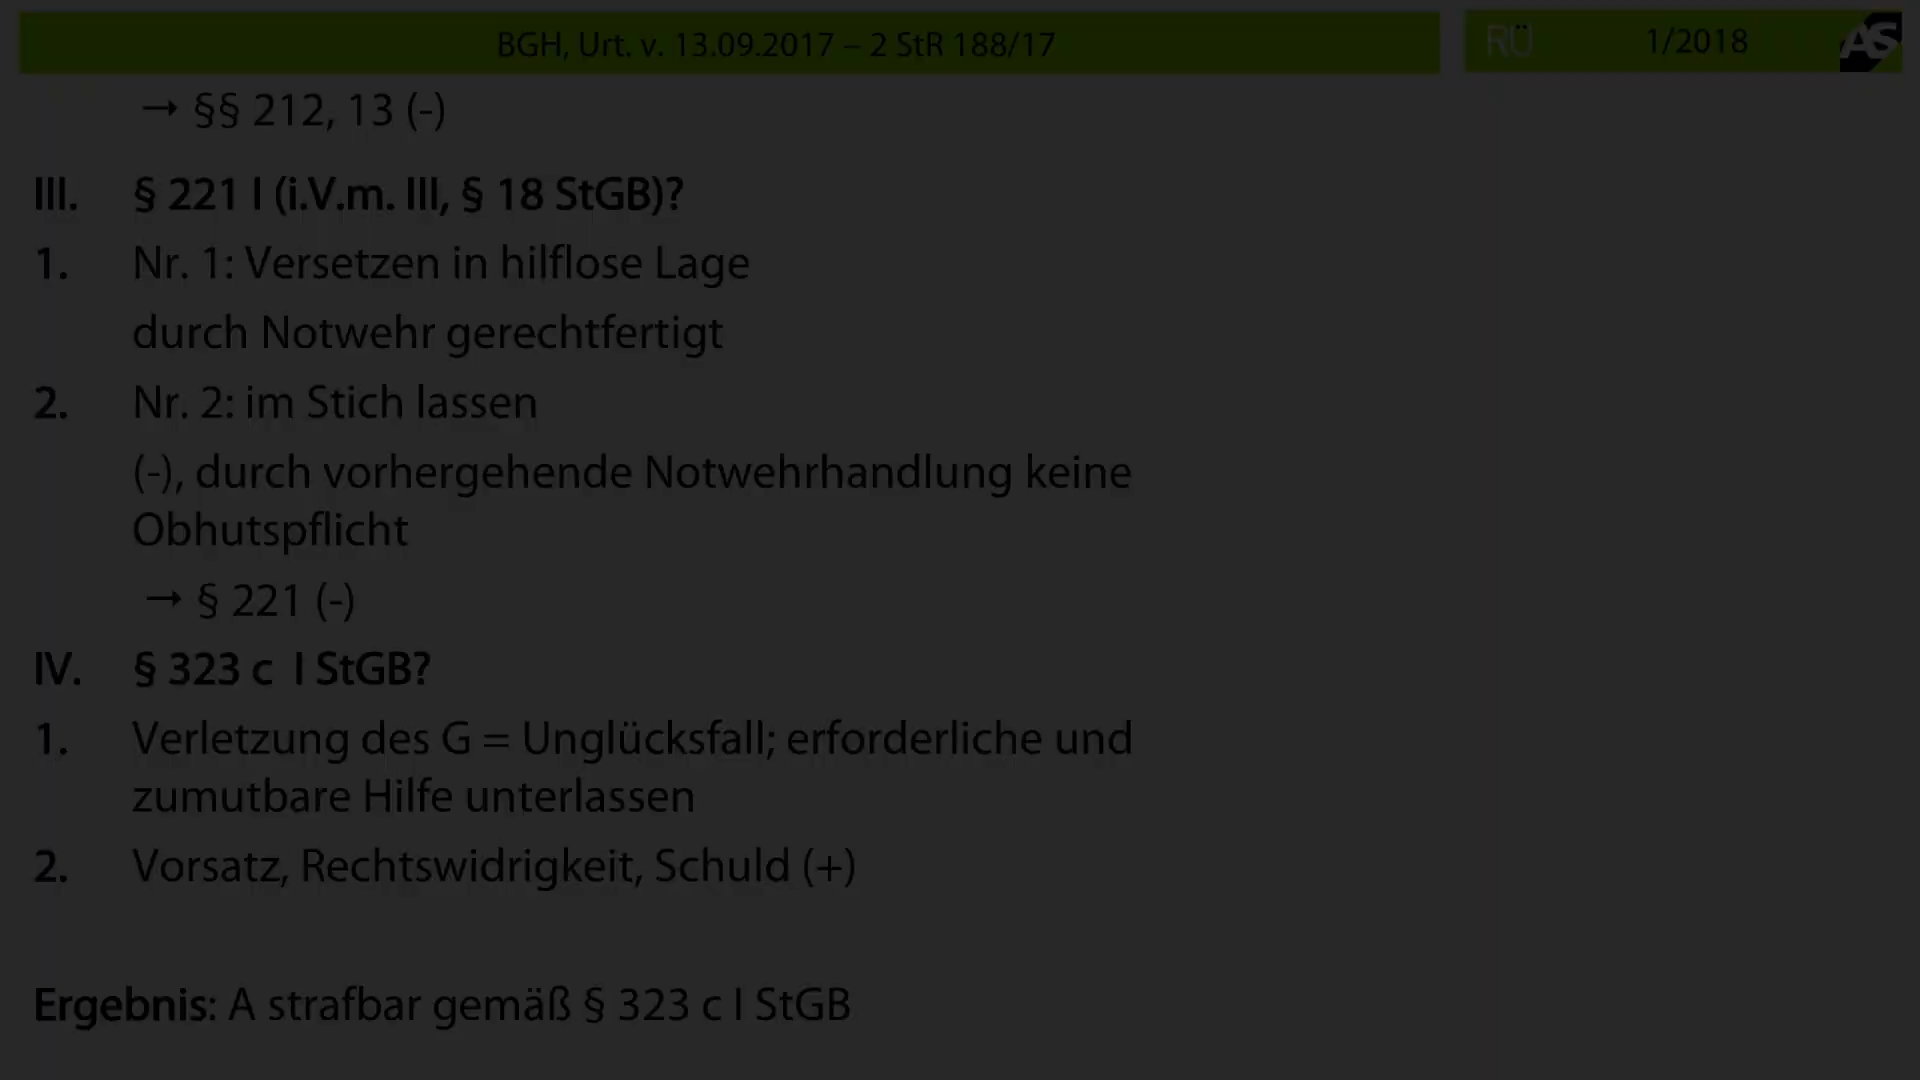 BGH, Urt. v. 13.09.2017 – 2 StR 188/17
RÜ 1/2018 AS
→ §§ 212, 13 (-)
III. § 221 I (i.V.m. III, § 18 StGB)?
1. Nr. 1: Versetzen in hilflose Lage
durch Notwehr gerechtfertigt
2. Nr. 2: im Stich lassen
(-), durch vorhergehende Notwehrhandlung keine
Obhutspflicht
→ § 221 (-)
IV. § 323 c I StGB?
1. Verletzung des G = Unglücksfall; erforderliche und
zumutbare Hilfe unterlassen
2. Vorsatz, Rechtswidrigkeit, Schuld (+)
Ergebnis: A strafbar gemäß § 323 c I StGB